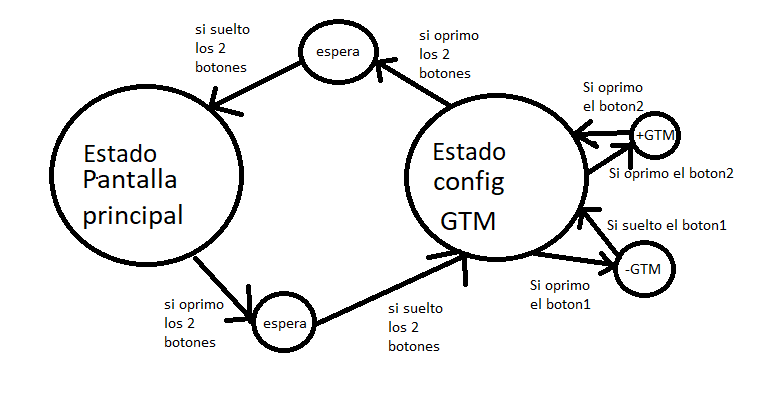 si suelto
los 2
botones
espera
si oprimo
los 2
botones
Estado
Pantalla
principal
Estado
config
GTM
Si oprimo
el boton2
+GTM
Si oprimo el boton2
Si suelto el boton1
-GTM
Si oprimo
el boton1
si oprimo
los 2
botones
espera
si suelto
los 2
botones